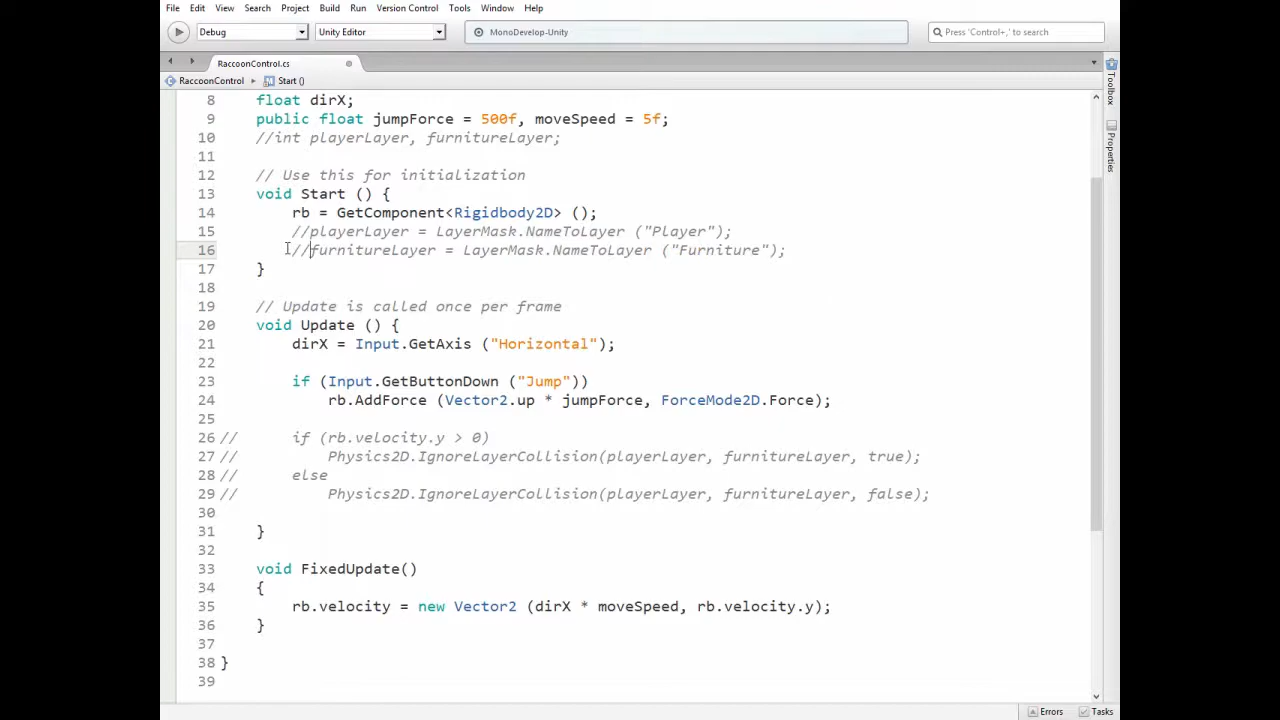 File Edit View Search Project Build Run Version Control Tools Window Help
Debug Unity Editor MonoDevelop-Unity Press 'Control+,' to search
RaccoonControl.cs
RaccoonControl Start ()
Toolbox
Properties
8 float dirX;
9 public float jumpForce = 500f, moveSpeed = 5f;
10 //int playerLayer, furnitureLayer;
11
12 // Use this for initialization
13 void Start () {
14 rb = GetComponent<Rigidbody2D> ();
15 //playerLayer = LayerMask.NameToLayer ("Player");
16 //furnitureLayer = LayerMask.NameToLayer ("Furniture");
17 }
18
19 // Update is called once per frame
20 void Update () {
21 dirX = Input.GetAxis ("Horizontal");
22
23 if (Input.GetButtonDown ("Jump"))
24 rb.AddForce (Vector2.up * jumpForce, ForceMode2D.Force);
25
26 // if (rb.velocity.y > 0)
27 // Physics2D.IgnoreLayerCollision(playerLayer, furnitureLayer, true);
28 // else
29 // Physics2D.IgnoreLayerCollision(playerLayer, furnitureLayer, false);
30
31 }
32
33 void FixedUpdate()
34 {
35 rb.velocity = new Vector2 (dirX * moveSpeed, rb.velocity.y);
36 }
37
38 }
39
Errors Tasks